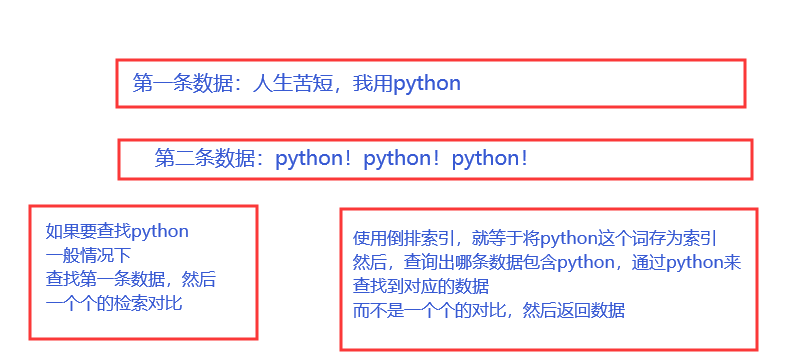 第一条数据：人生苦短，我用python
第二条数据：python！python！python！
如果要查找python
一般情况下
查找第一条数据，然后
一个个的检索对比
使用倒排索引，就等于将python这个词存为索引
然后，查询出哪条数据包含python，通过python来
查找到对应的数据
而不是一个个的对比，然后返回数据